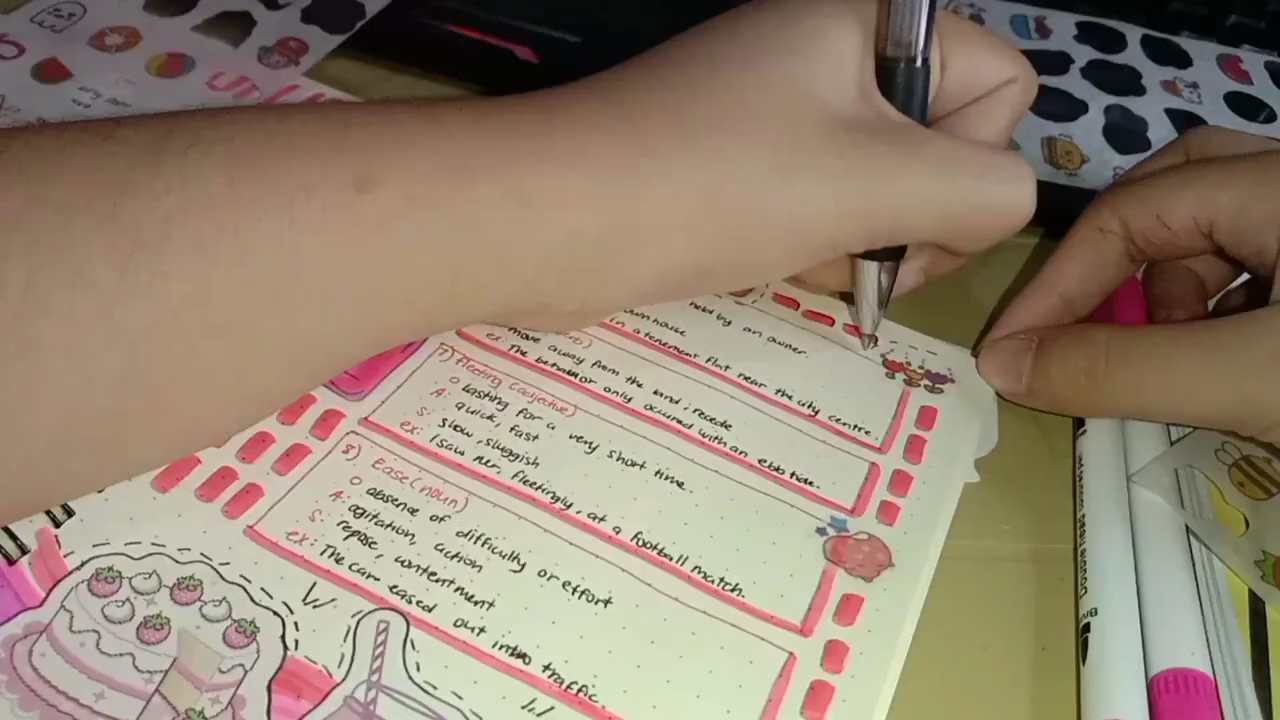 held by an owner.
own house
in a tenement flat near the city centre.
move away from the land; recede
ex: The behavior only occured with an ebb tide.
7) Fleeting (adjective)
○ lasting for a very short time.
A: quick, fast
S: slow, sluggish
ex: I saw her fleetingly, at a football match.
8) Ease (noun)
○ absence of difficulty or effort
A: agitation, action
S: repose, contentment
ex: The care eased out into traffic.